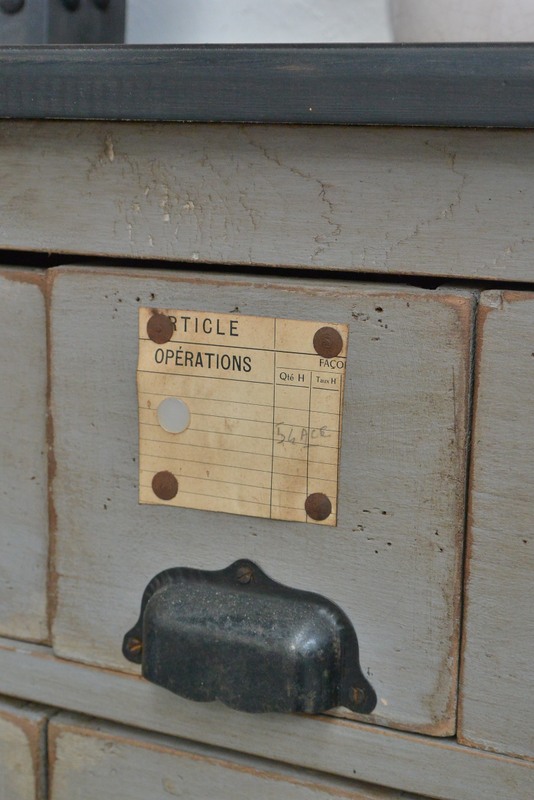 RTICLE
OPÉRATIONS
FAÇO
Qté H
Taux H